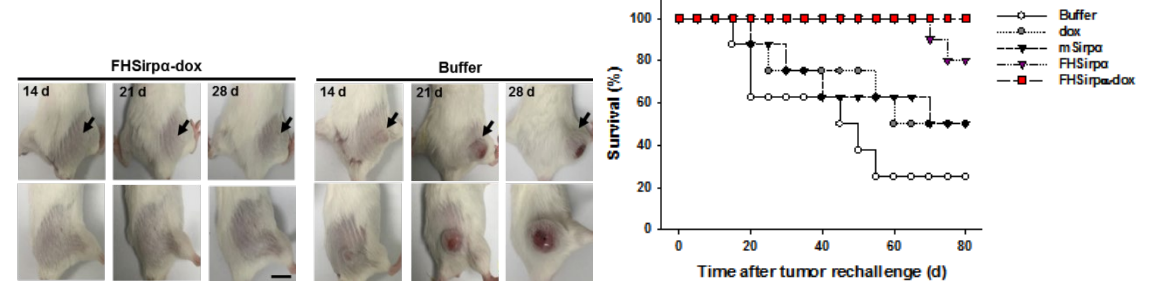 FHSirpα-dox
14 d
21 d
28 d
Buffer
14 d
21 d
28 d
Survival (%)
100
80
60
40
20
0
0
20
40
60
80
Time after tumor rechallenge (d)
Buffer
dox
mSirpα
FHSirpα
FHSirpα-dox